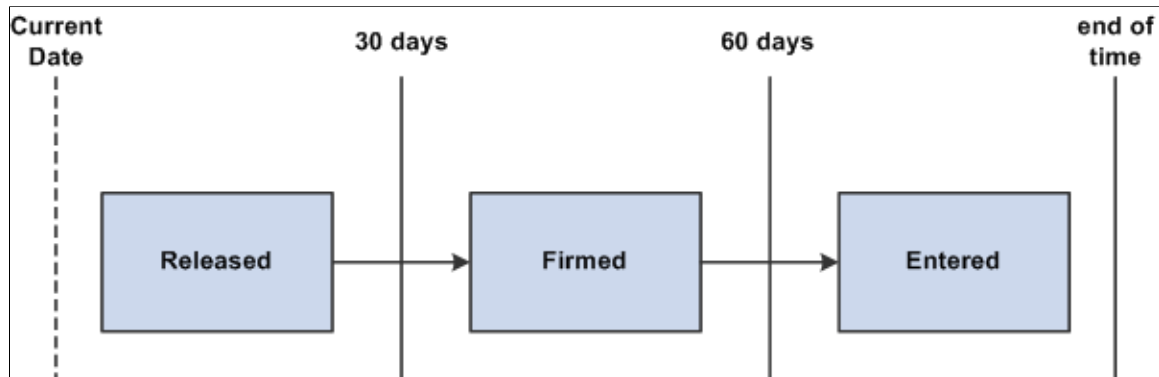 Current
Date
30 days
60 days
end of
time
Released
Firmed
Entered